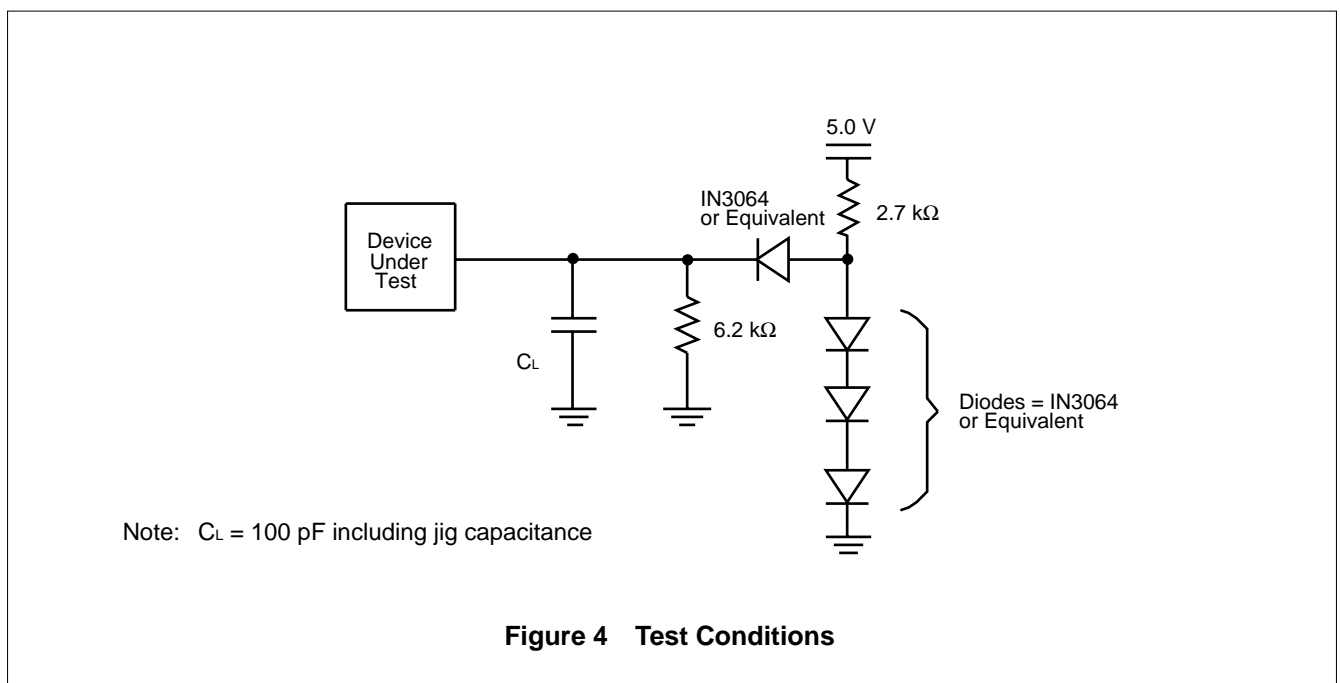 5.0 V
IN3064
or Equivalent
2.7 kΩ
Device
Under
Test
6.2 kΩ
CL
Diodes = IN3064
or Equivalent
Note: CL = 100 pF including jig capacitance
Figure 4 Test Conditions